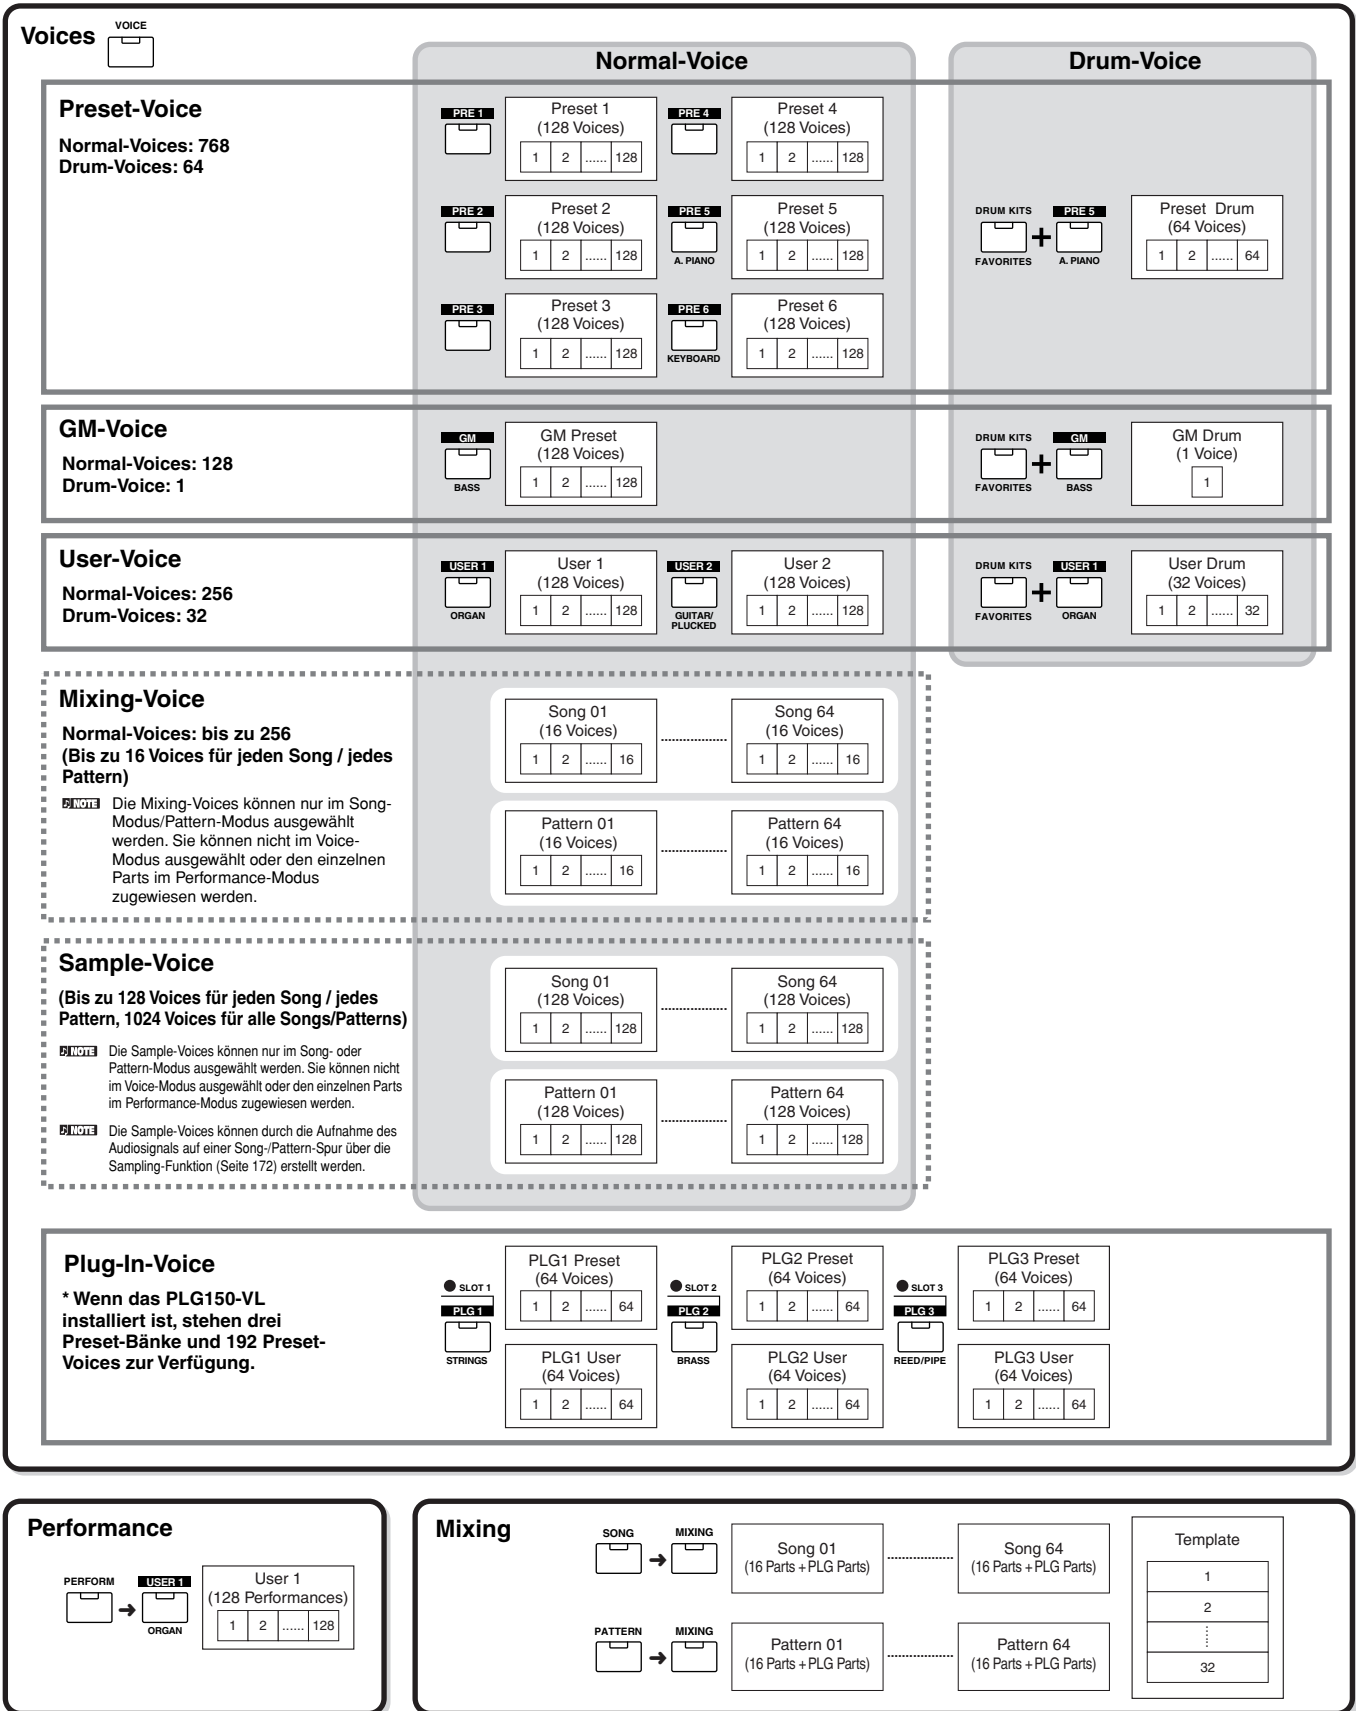 Voices
VOICE
Normal-Voice
Drum-Voice
Preset-Voice
Normal-Voices: 768
Drum-Voices: 64
PRE 1
Preset 1
(128 Voices)
1 2 ...... 128
PRE 4
Preset 4
(128 Voices)
1 2 ...... 128
PRE 2
Preset 2
(128 Voices)
1 2 ...... 128
PRE 5
A. PIANO
Preset 5
(128 Voices)
1 2 ...... 128
DRUM KITS
FAVORITES
+
PRE 5
A. PIANO
Preset Drum
(64 Voices)
1 2 ...... 64
PRE 3
Preset 3
(128 Voices)
1 2 ...... 128
PRE 6
KEYBOARD
Preset 6
(128 Voices)
1 2 ...... 128
GM-Voice
Normal-Voices: 128
Drum-Voice: 1
GM
BASS
GM Preset
(128 Voices)
1 2 ...... 128
DRUM KITS
FAVORITES
+
GM
BASS
GM Drum
(1 Voice)
1
User-Voice
Normal-Voices: 256
Drum-Voices: 32
USER 1
ORGAN
User 1
(128 Voices)
1 2 ...... 128
USER 2
GUITAR/
PLUCKED
User 2
(128 Voices)
1 2 ...... 128
DRUM KITS
FAVORITES
+
USER 1
ORGAN
User Drum
(32 Voices)
1 2 ...... 32
Mixing-Voice
Normal-Voices: bis zu 256
(Bis zu 16 Voices für jeden Song / jedes
Pattern)
NOTE Die Mixing-Voices können nur im Song-
Modus/Pattern-Modus ausgewählt
werden. Sie können nicht im Voice-
Modus ausgewählt oder den einzelnen
Parts im Performance-Modus
zugewiesen werden.
Song 01
(16 Voices)
1 2 ...... 16
Song 64
(16 Voices)
1 2 ...... 16
Pattern 01
(16 Voices)
1 2 ...... 16
Pattern 64
(16 Voices)
1 2 ...... 16
Sample-Voice
(Bis zu 128 Voices für jeden Song / jedes
Pattern, 1024 Voices für alle Songs/Patterns)
NOTE Die Sample-Voices können nur im Song- oder
Pattern-Modus ausgewählt werden. Sie können nicht
im Voice-Modus ausgewählt oder den einzelnen Parts
im Performance-Modus zugewiesen werden.
NOTE Die Sample-Voices können durch die Aufnahme des
Audiosignals auf einer Song-/Pattern-Spur über die
Sampling-Funktion (Seite 172) erstellt werden.
Song 01
(128 Voices)
1 2 ...... 128
Song 64
(128 Voices)
1 2 ...... 128
Pattern 01
(128 Voices)
1 2 ...... 128
Pattern 64
(128 Voices)
1 2 ...... 128
Plug-In-Voice
* Wenn das PLG150-VL
installiert ist, stehen drei
Preset-Bänke und 192 Preset-
Voices zur Verfügung.
SLOT 1
PLG 1
STRINGS
PLG1 Preset
(64 Voices)
1 2 ...... 64
PLG1 User
(64 Voices)
1 2 ...... 64
SLOT 2
PLG 2
BRASS
PLG2 Preset
(64 Voices)
1 2 ...... 64
PLG2 User
(64 Voices)
1 2 ...... 64
SLOT 3
PLG 3
REED/PIPE
PLG3 Preset
(64 Voices)
1 2 ...... 64
PLG3 User
(64 Voices)
1 2 ...... 64
Performance
PERFORM
USER 1
ORGAN
User 1
(128 Performances)
1 2 ...... 128
Mixing
SONG
MIXING
Song 01
(16 Parts + PLG Parts)
Song 64
(16 Parts + PLG Parts)
PATTERN
MIXING
Pattern 01
(16 Parts + PLG Parts)
Pattern 64
(16 Parts + PLG Parts)
Template
1
2
32